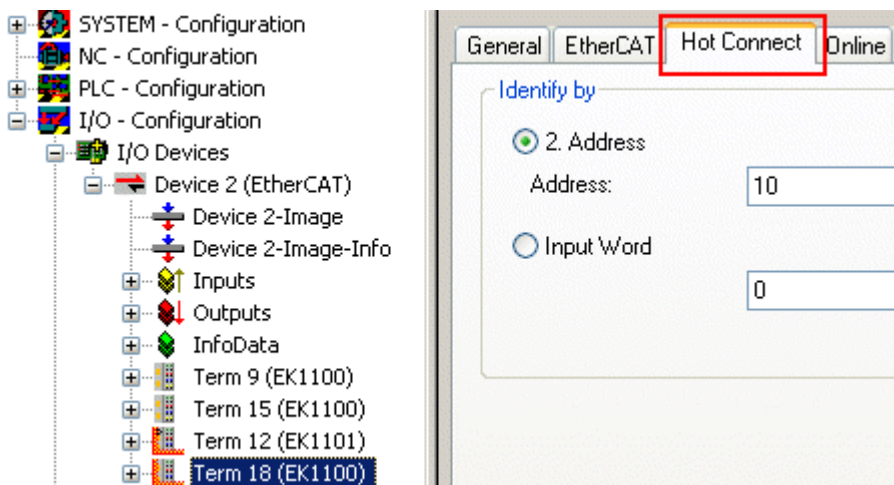 SYSTEM - Configuration
NC - Configuration
PLC - Configuration
I/O - Configuration
I/O Devices
Device 2 (EtherCAT)
Device 2-Image
Device 2-Image-Info
Inputs
Outputs
InfoData
Term 9 (EK1100)
Term 15 (EK1100)
Term 12 (EK1101)
Term 18 (EK1100)
General EtherCAT Hot Connect Online
Identify by
2. Address
Address: 10
Input Word
0